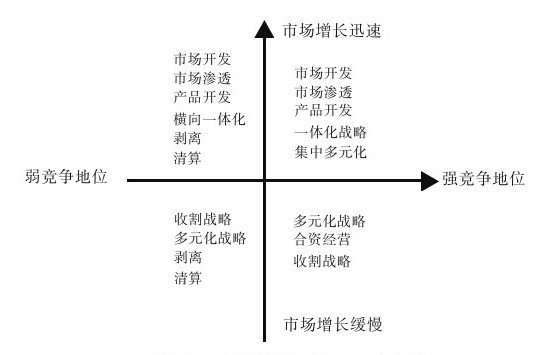 市场增长迅速
市场开发
市场渗透
产品开发
横向一体化
剥离
清算
市场开发
市场渗透
产品开发
一体化战略
集中多元化
弱竞争地位
强竞争地位
收割战略
多元化战略
剥离
清算
多元化战略
合资经营
收割战略
市场增长缓慢